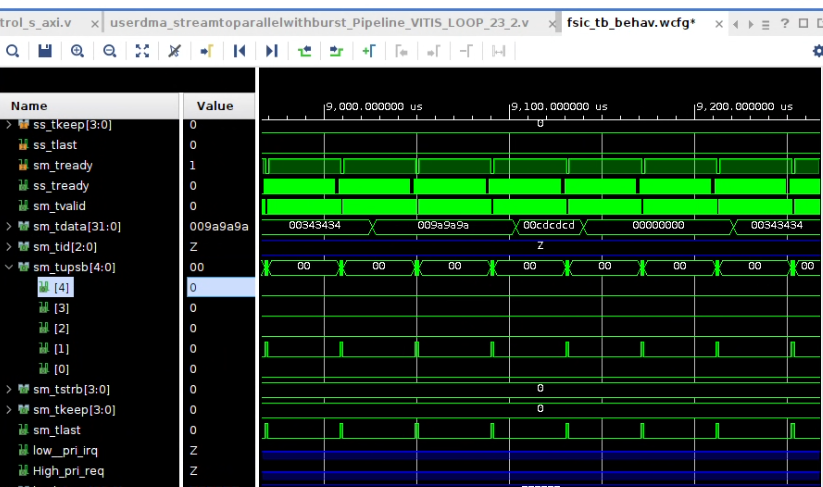 trol_s_axi.v × userdma_streamtoparallelwithburst_Pipeline_VITIS_LOOP_23_2.v × fsic_tb_behav.wcfg* ×
Name Value
9,000.000000 us 9,100.000000 us 9,200.000000 us
ss_tkeep[3:0] 0 0
ss_tlast 0
sm_tready 1
ss_tready 0
sm_tvalid 0
sm_tdata[31:0] 009a9a9a 00343434 009a9a9a 00cdcdcd 00000000 00343434
sm_tid[2:0] Z Z
sm_tupsb[4:0] 00 00 00 00 00 00 00 00 00
[4] 0
[3] 0
[2] 0
[1] 0
[0] 0
sm_tstrb[3:0] 0 0
sm_tkeep[3:0] 0 0
sm_tlast 0
low__pri_irq Z
High_pri_req Z